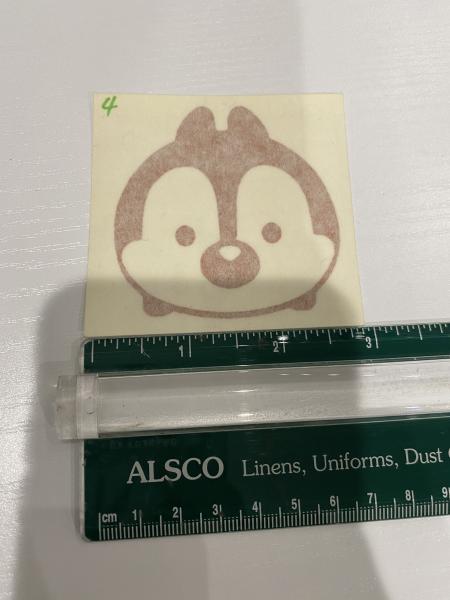 4
1 2 3
ALSCO Linens, Uniforms, Dust
cm 1 2 3 4 5 6 7 8 9